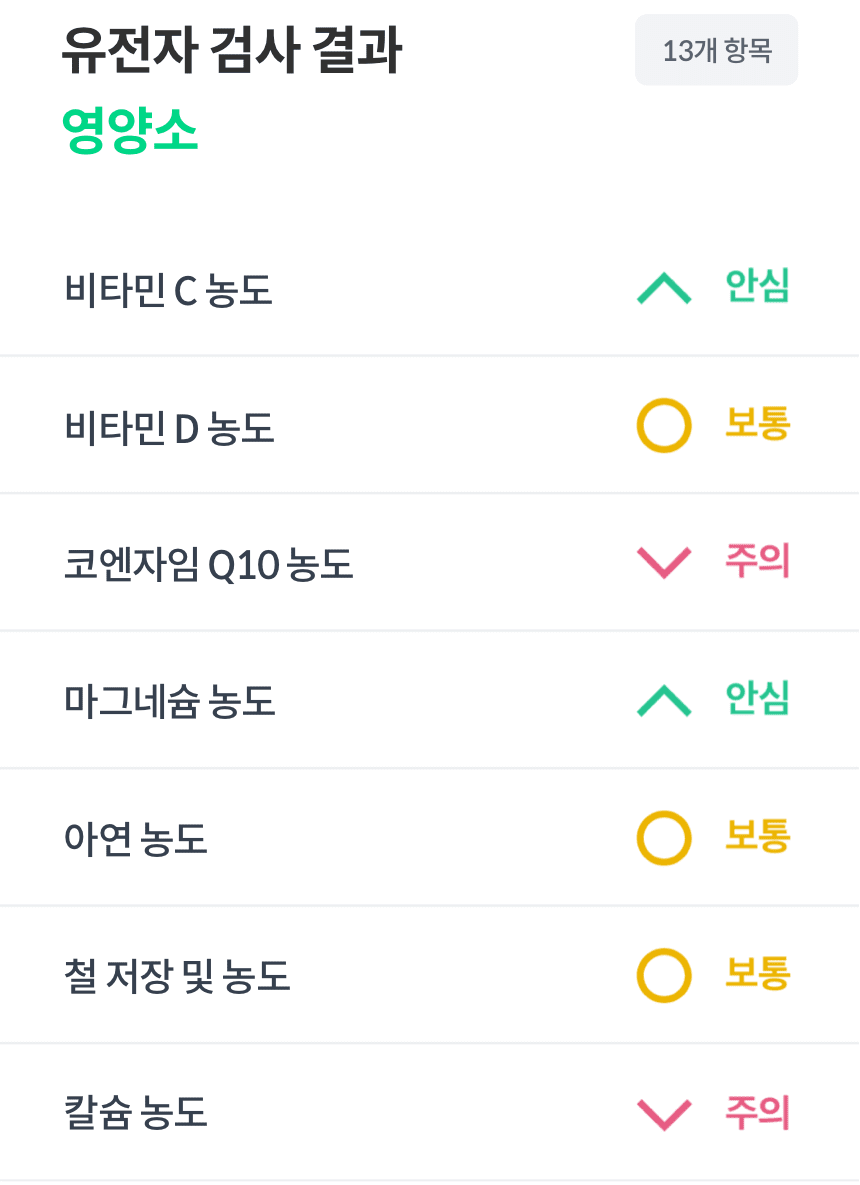 유전자 검사 결과
13개 항목
영양소
비타민 C 농도 안심
비타민 D 농도 보통
코엔자임 Q10 농도 주의
마그네슘 농도 안심
아연 농도 보통
철 저장 및 농도 보통
칼슘 농도 주의